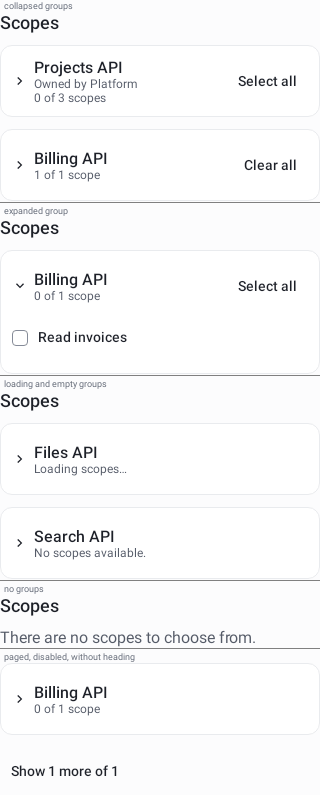 collapsed groups
Scopes
Projects API
Owned by Platform
0 of 3 scopes
Select all
Billing API
1 of 1 scope
Clear all
expanded group
Scopes
Billing API
0 of 1 scope
Select all
Read invoices
loading and empty groups
Scopes
Files API
Loading scopes…
Search API
No scopes available.
no groups
Scopes
There are no scopes to choose from.
paged, disabled, without heading
Billing API
0 of 1 scope
Show 1 more of 1